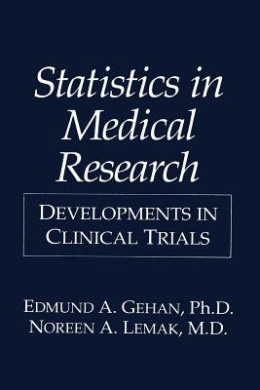 Statistics in
Medical
Research
DEVELOPMENTS IN
CLINICAL TRIALS
EDMUND A. GEHAN, Ph.D.
NOREEN A. LEMAK, M.D.